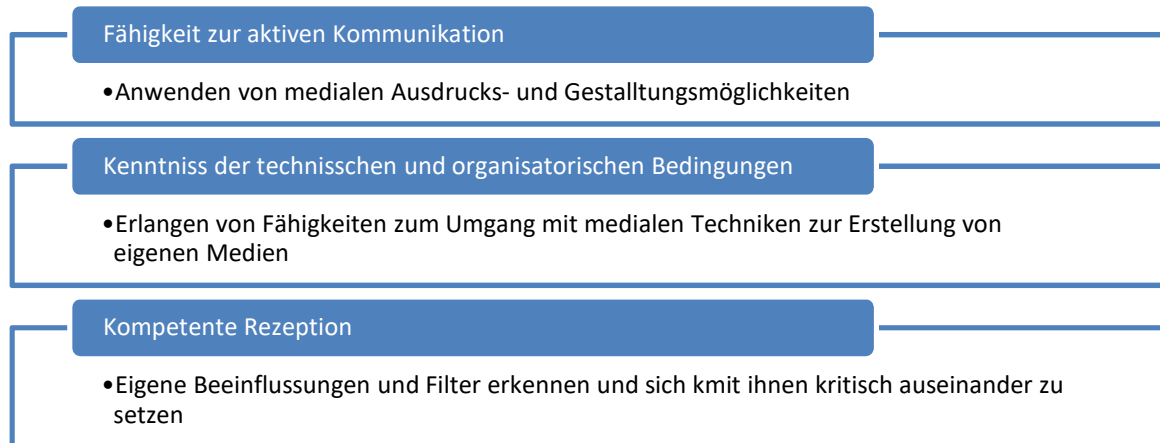 Fähigkeit zur aktiven Kommunikation
•Anwenden von medialen Ausdrucks- und Gestalltungsmöglichkeiten
Kenntniss der technisschen und organisatorischen Bedingungen
•Erlangen von Fähigkeiten zum Umgang mit medialen Techniken zur Erstellung von
eigenen Medien
Kompetente Rezeption
•Eigene Beeinflussungen und Filter erkennen und sich kmit ihnen kritisch auseinander zu
setzen